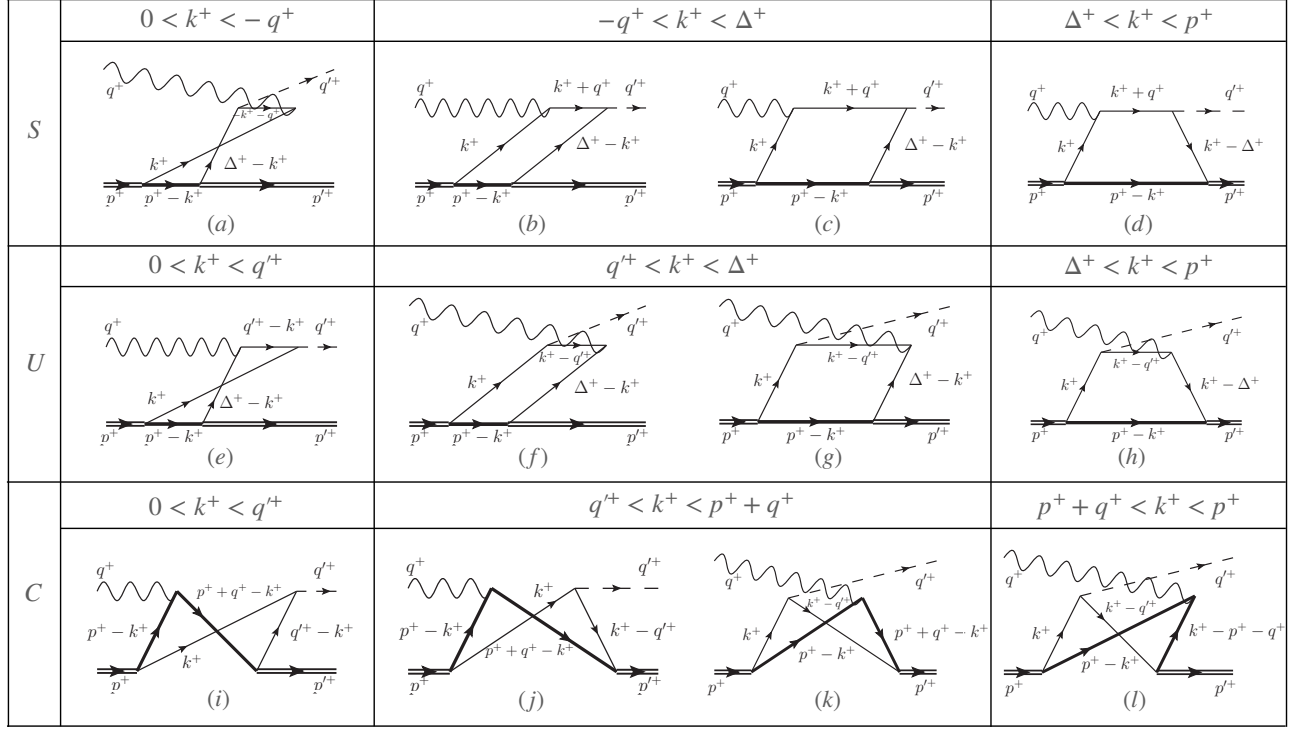 0 < k⁺ < − q⁺ −q⁺ < k⁺ < Δ⁺ Δ⁺ < k⁺ < p⁺
S
q⁺ q′⁺ −k⁺ − q⁺ k⁺ Δ⁺ − k⁺ p⁺ p⁺ − k⁺ p′⁺
(a)
q⁺ k⁺ + q⁺ q′⁺ k⁺ Δ⁺ − k⁺ p⁺ p⁺ − k⁺ p′⁺
(b)
q⁺ k⁺ + q⁺ q′⁺ k⁺ Δ⁺ − k⁺ p⁺ p⁺ − k⁺ p′⁺
(c)
q⁺ k⁺ + q⁺ q′⁺ k⁺ k⁺ − Δ⁺ p⁺ p⁺ − k⁺ p′⁺
(d)
0 < k⁺ < q′⁺ q′⁺ < k⁺ < Δ⁺ Δ⁺ < k⁺ < p⁺
U
q⁺ q′⁺ − k⁺ q′⁺ k⁺ Δ⁺ − k⁺ p⁺ p⁺ − k⁺ p′⁺
(e)
q⁺ q′⁺ k⁺ − q′⁺ k⁺ Δ⁺ − k⁺ p⁺ p⁺ − k⁺ p′⁺
(f)
q⁺ q′⁺ k⁺ − q′⁺ k⁺ Δ⁺ − k⁺ p⁺ p⁺ − k⁺ p′⁺
(g)
q⁺ q′⁺ k⁺ − q′⁺ k⁺ k⁺ − Δ⁺ p⁺ p⁺ − k⁺ p′⁺
(h)
0 < k⁺ < q′⁺ q′⁺ < k⁺ < p⁺ + q⁺ p⁺ + q⁺ < k⁺ < p⁺
C
q⁺ p⁺ + q⁺ − k⁺ q′⁺ p⁺ − k⁺ q′⁺ − k⁺ k⁺ p⁺ p′⁺
(i)
q⁺ k⁺ q′⁺ p⁺ − k⁺ k⁺ − q′⁺ p⁺ + q⁺ − k⁺ p⁺ p′⁺
(j)
q⁺ q′⁺ k⁺ − q′⁺ k⁺ p⁺ + q⁺ − k⁺ p⁺ − k⁺ p⁺ p′⁺
(k)
q⁺ q′⁺ k⁺ − q′⁺ k⁺ k⁺ − p⁺ − q⁺ p⁺ − k⁺ p⁺ p′⁺
(l)